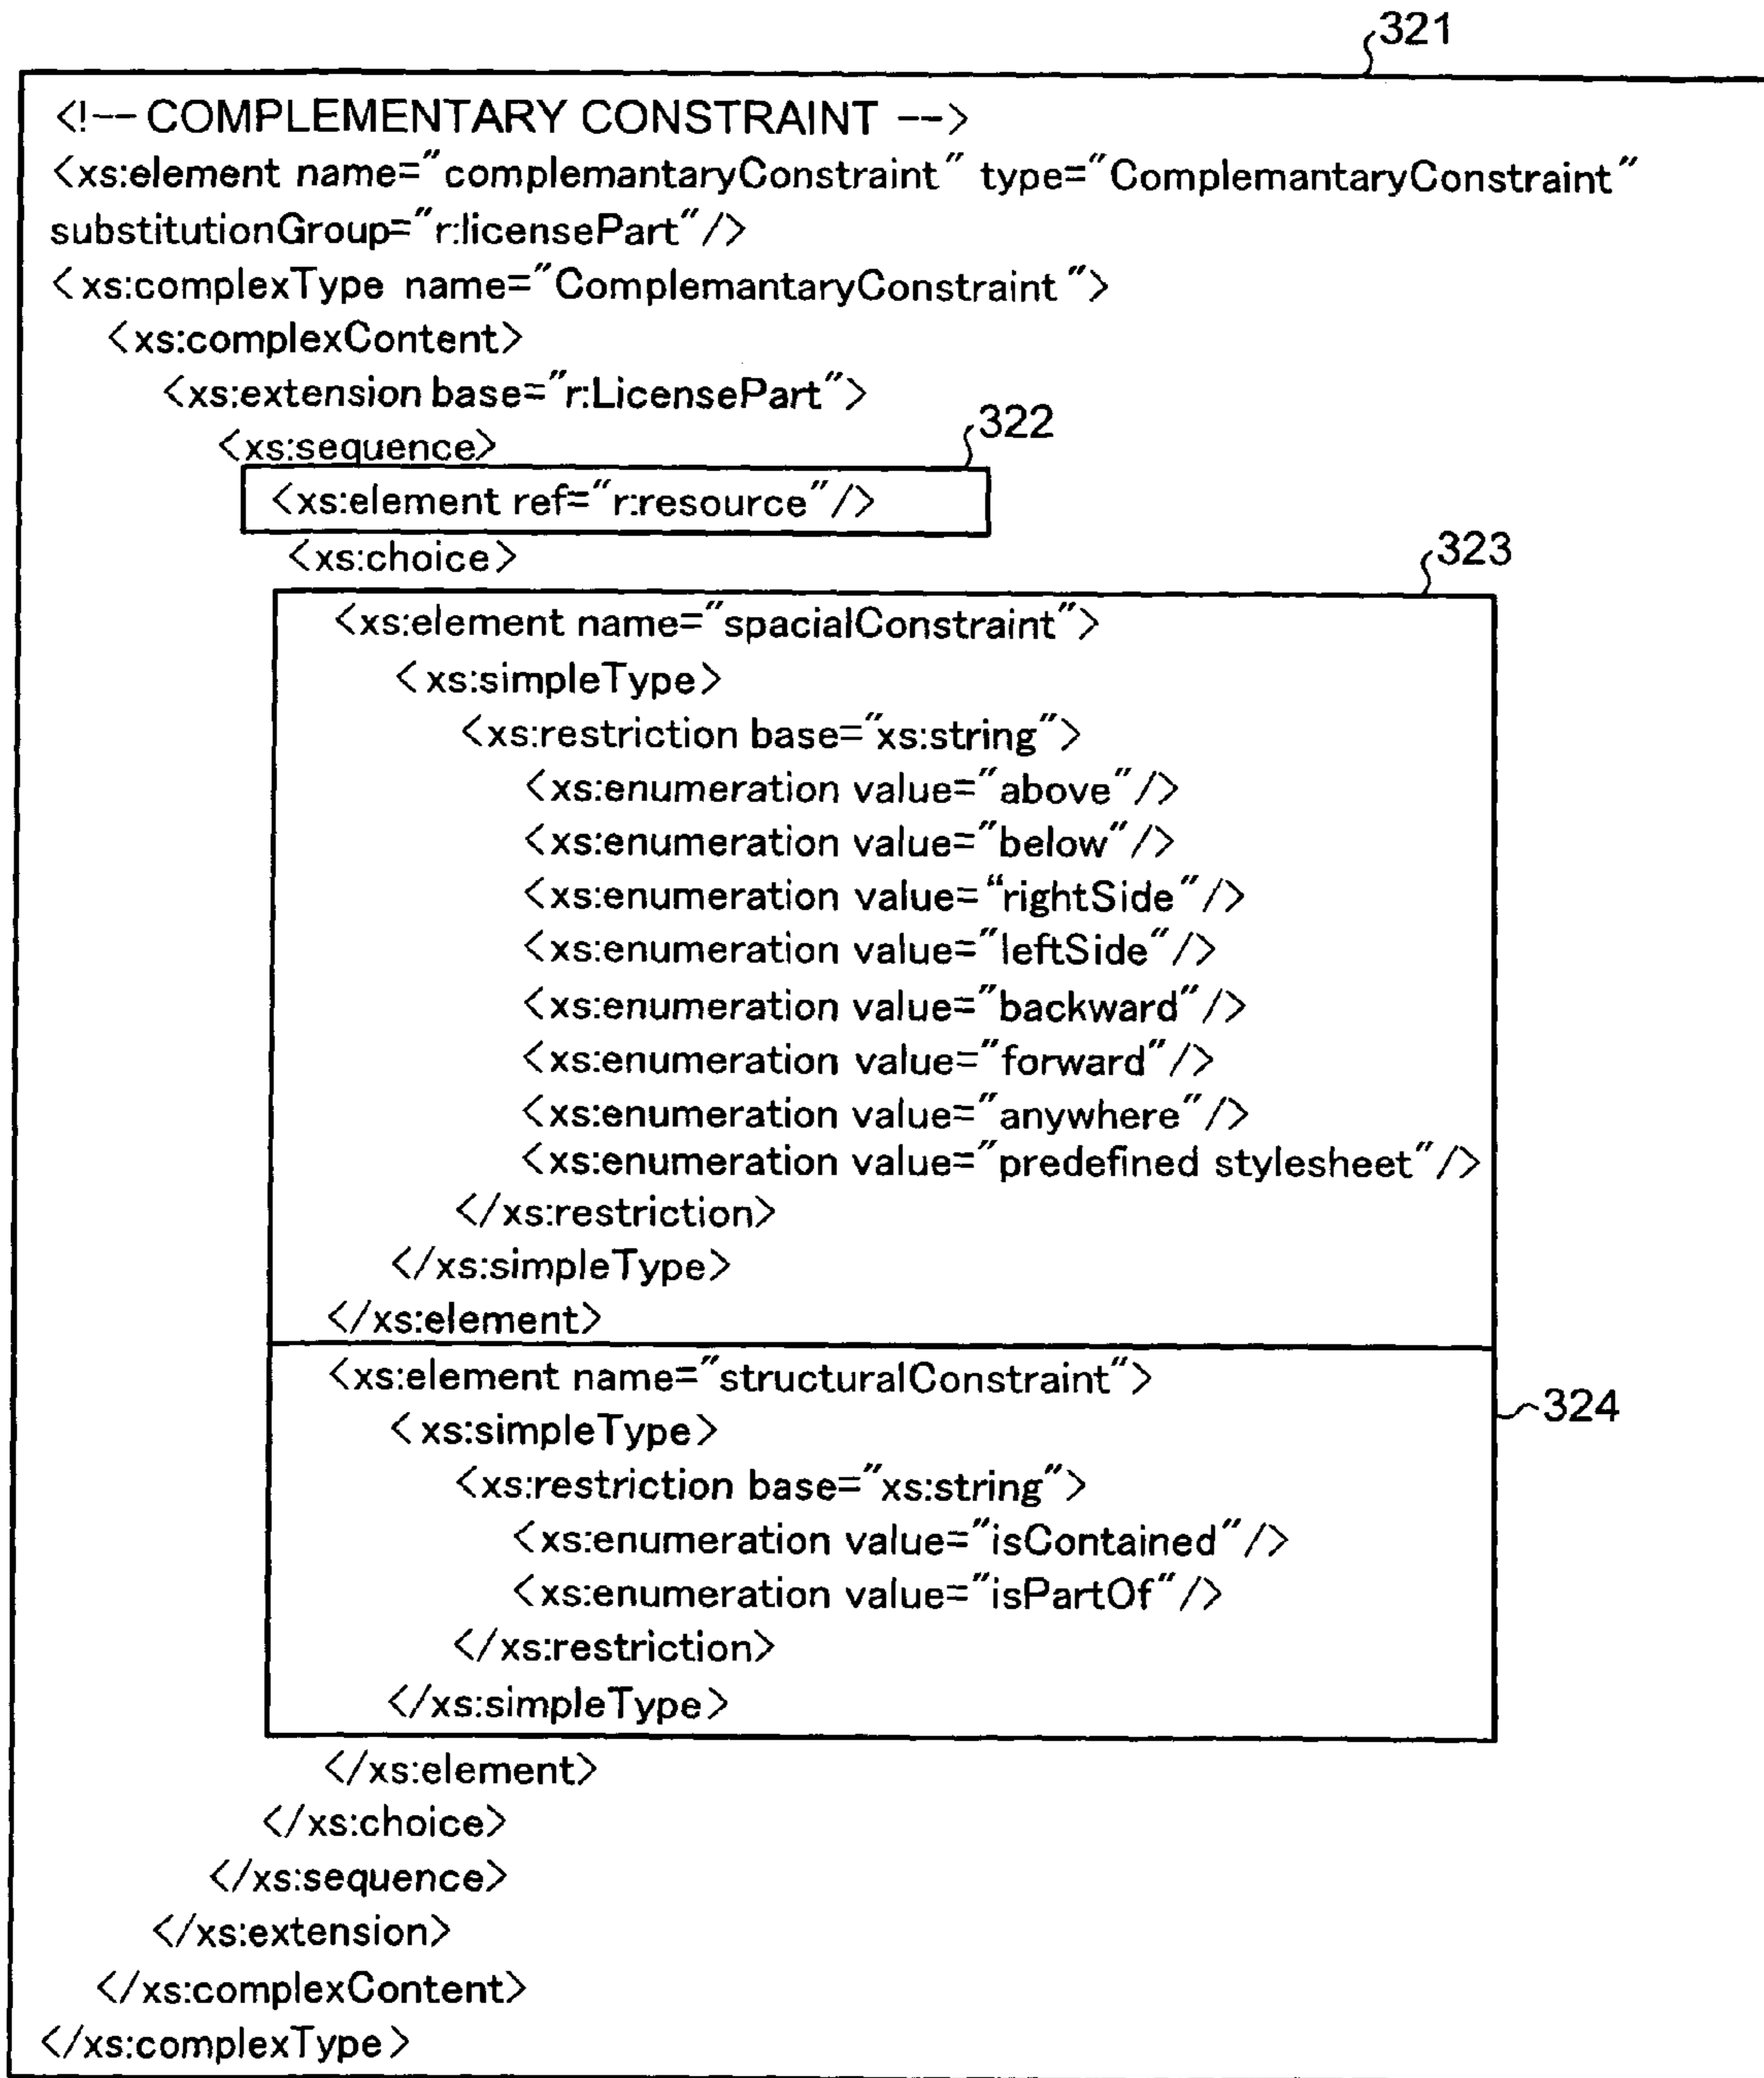 321
<!-- COMPLEMENTARY CONSTRAINT -->
<xs:element name="complemantaryConstraint" type="ComplemantaryConstraint"
substitutionGroup="r:licensePart"/>
<xs:complexType name="ComplemantaryConstraint">
<xs:complexContent>
<xs:extension base="r:LicensePart">
<xs:sequence>
322
<xs:element ref="r:resource"/>
<xs:choice>
323
<xs:element name="spacialConstraint">
<xs:simpleType>
<xs:restriction base="xs:string">
<xs:enumeration value="above"/>
<xs:enumeration value="below"/>
<xs:enumeration value="rightSide"/>
<xs:enumeration value="leftSide"/>
<xs:enumeration value="backward"/>
<xs:enumeration value="forward"/>
<xs:enumeration value="anywhere"/>
<xs:enumeration value="predefined stylesheet"/>
</xs:restriction>
</xs:simpleType>
</xs:element>
<xs:element name="structuralConstraint">
324
<xs:simpleType>
<xs:restriction base="xs:string">
<xs:enumeration value="isContained"/>
<xs:enumeration value="isPartOf"/>
</xs:restriction>
</xs:simpleType>
</xs:element>
</xs:choice>
</xs:sequence>
</xs:extension>
</xs:complexContent>
</xs:complexType>